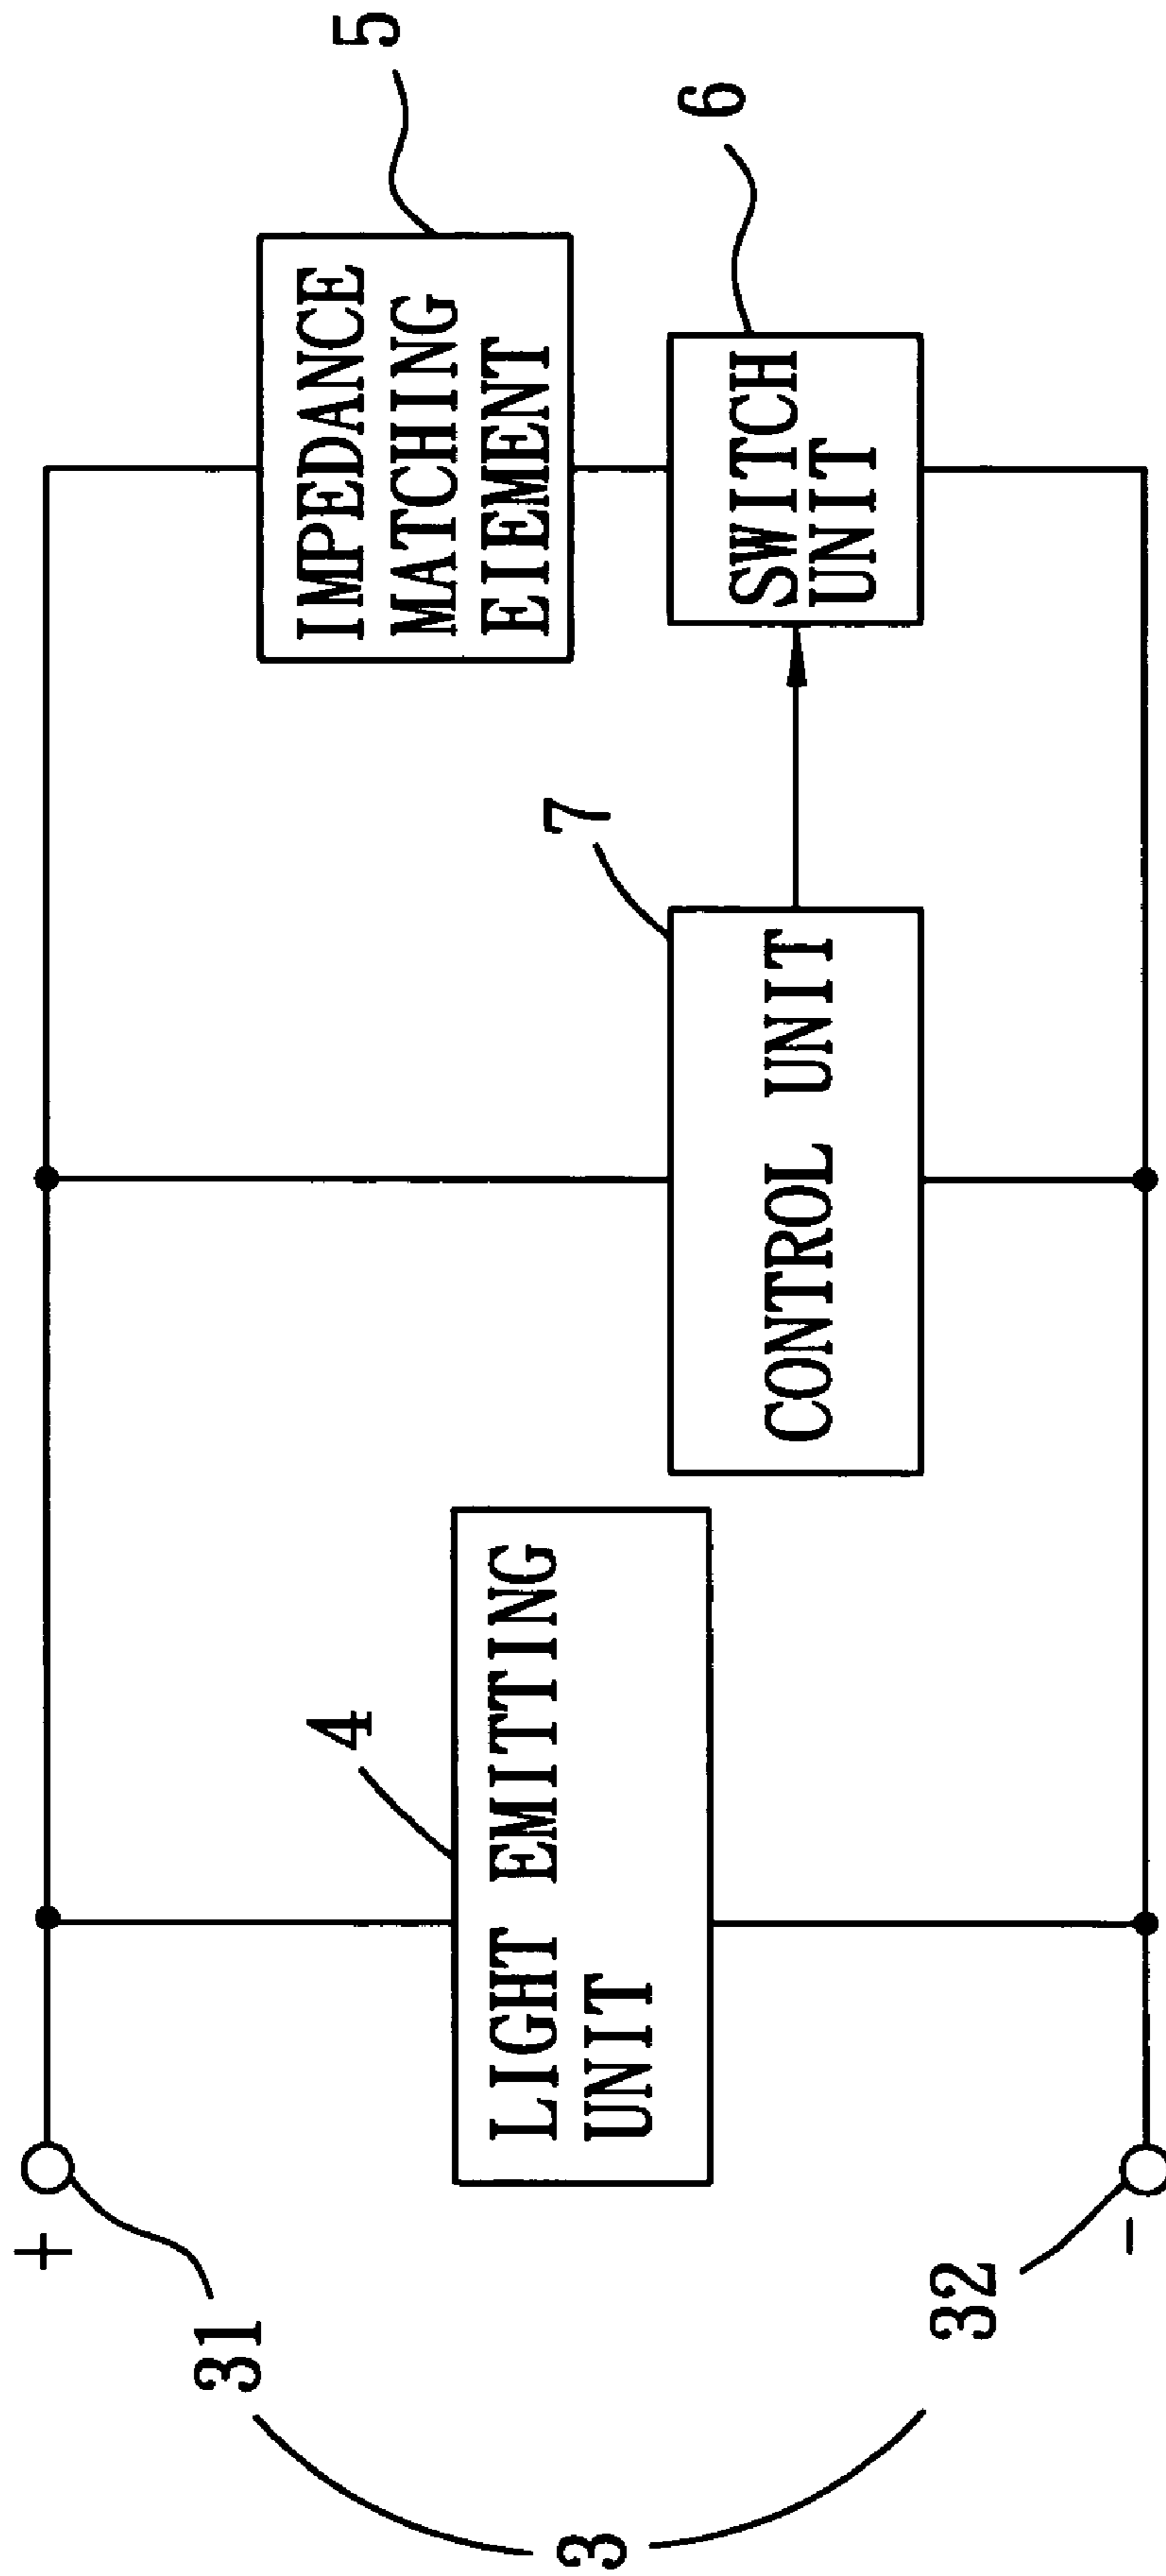 5
IMPEDANCE
MATCHING
EIEMENT
6
SWITCH
UNIT
7
CONTROL UNIT
4
LIGHT EMITTING
UNIT
+
31
3
32
-